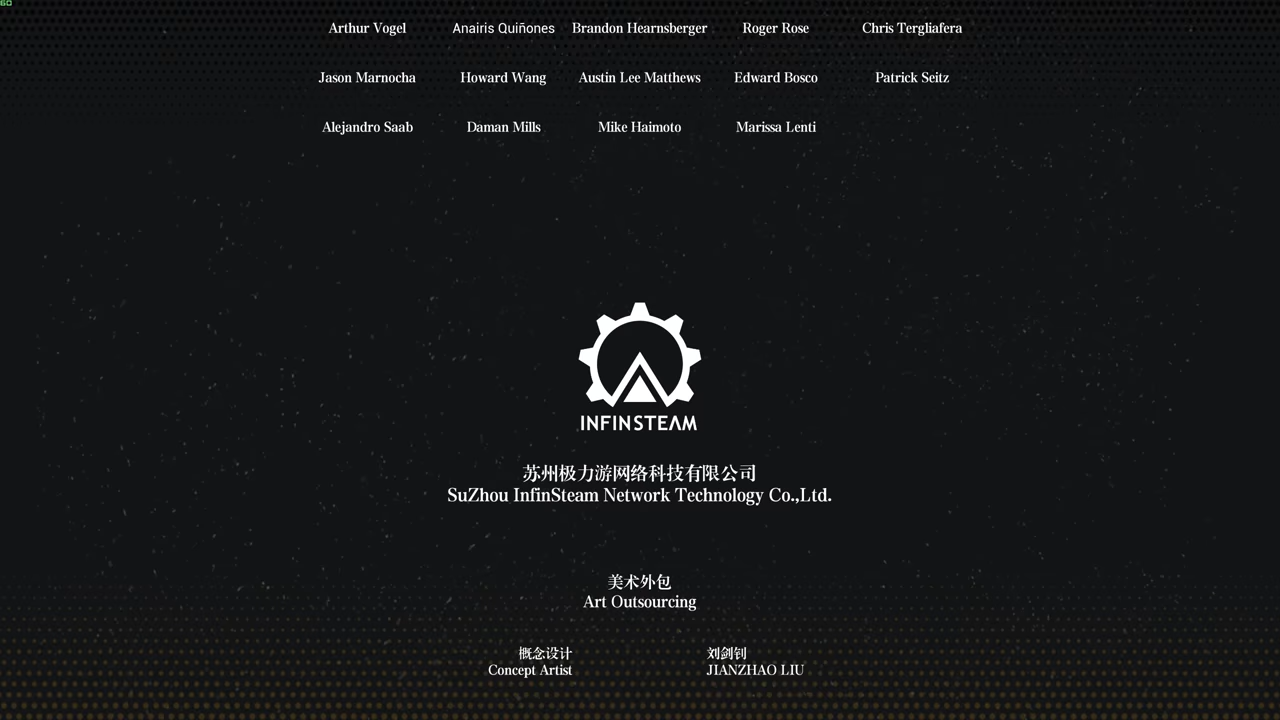 60
Arthur Vogel Anairis Quiñones Brandon Hearnsberger Roger Rose Chris Tergliafera
Jason Marnocha Howard Wang Austin Lee Matthews Edward Bosco Patrick Seitz
Alejandro Saab Daman Mills Mike Haimoto Marissa Lenti
INFINSTEAM
苏州极力游网络科技有限公司
SuZhou InfinSteam Network Technology Co.,Ltd.
美术外包
Art Outsourcing
概念设计 刘剑钊
Concept Artist JIANZHAO LIU